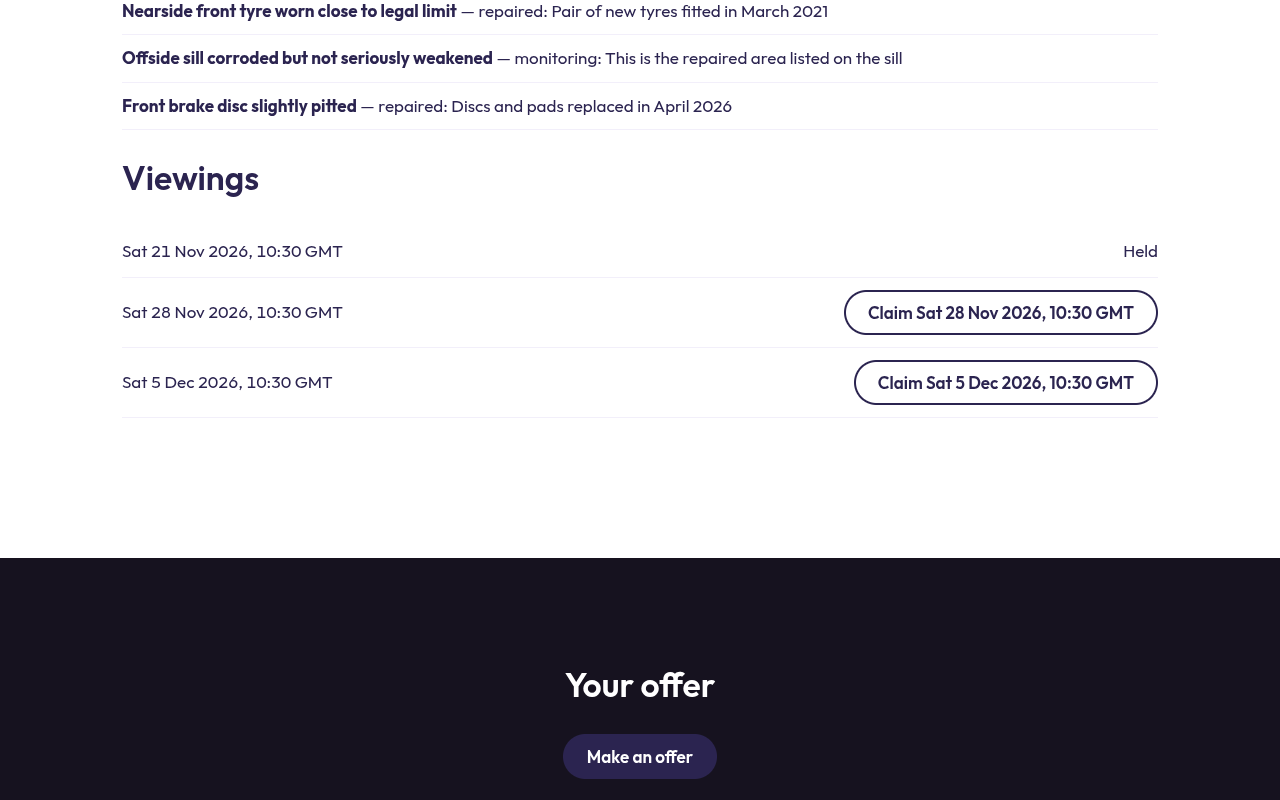 Nearside front tyre worn close to legal limit — repaired: Pair of new tyres fitted in March 2021
Offside sill corroded but not seriously weakened — monitoring: This is the repaired area listed on the sill
Front brake disc slightly pitted — repaired: Discs and pads replaced in April 2026
Viewings
Sat 21 Nov 2026, 10:30 GMT Held
Sat 28 Nov 2026, 10:30 GMT Claim Sat 28 Nov 2026, 10:30 GMT
Sat 5 Dec 2026, 10:30 GMT Claim Sat 5 Dec 2026, 10:30 GMT
Your offer
Make an offer